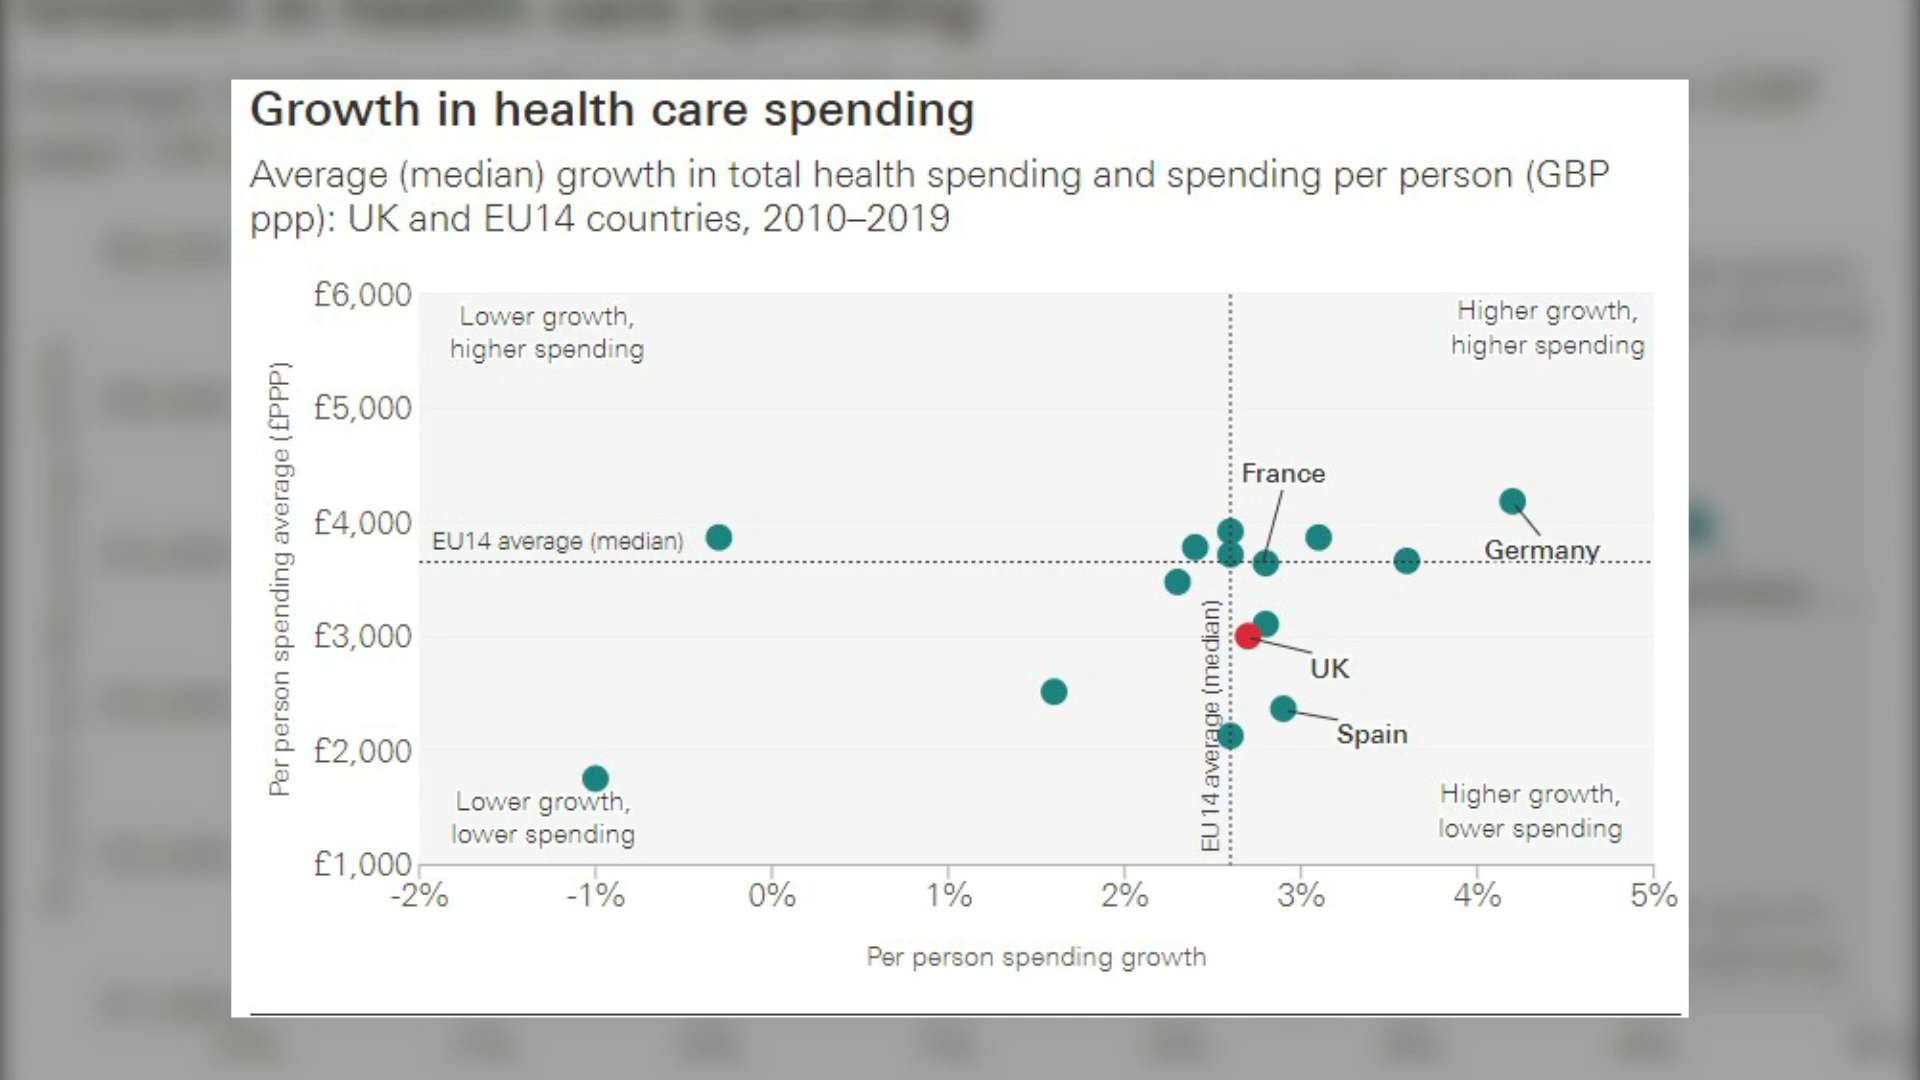 Growth in health care spending
Average (median) growth in total health spending and spending per person (GBP
ppp): UK and EU14 countries, 2010–2019
£6,000
£5,000
£4,000
£3,000
£2,000
£1,000
Per person spending average (£PPP)
Lower growth,
higher spending
Higher growth,
higher spending
France
EU14 average (median)
Germany
EU14 average (median)
UK
Spain
Lower growth,
lower spending
Higher growth,
lower spending
-2%
-1%
0%
1%
2%
3%
4%
5%
Per person spending growth